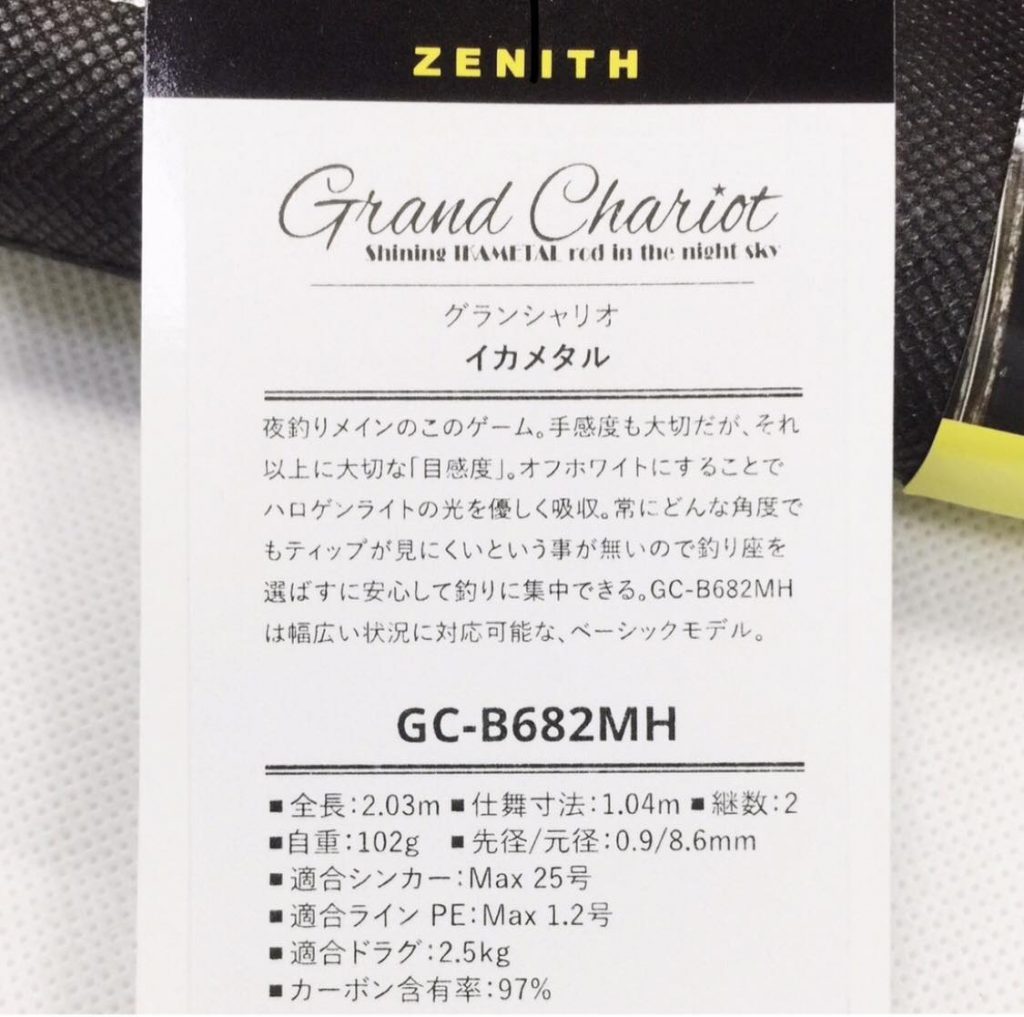 ZENITH
Grand Chariot
Shining IKAMETAL rod in the night sky
グランシャリオ
イカメタル
夜釣りメインのこのゲーム。手感度も大切だが、それ
以上に大切な「目感度」。オフホワイトにすることで
ハロゲンライトの光を優しく吸収。常にどんな角度で
もティップが見にくいという事が無いので釣り座を
選ばすに安心して釣りに集中できる。GC-B682MH
は幅広い状況に対応可能な、ベーシックモデル。
GC-B682MH
■全長:2.03m ■仕舞寸法:1.04m ■継数:2
■自重:102g ■先径/元径:0.9/8.6mm
■適合シンカー:Max 25号
■適合ライン PE:Max 1.2号
■適合ドラグ:2.5kg
■カーボン含有率:97%